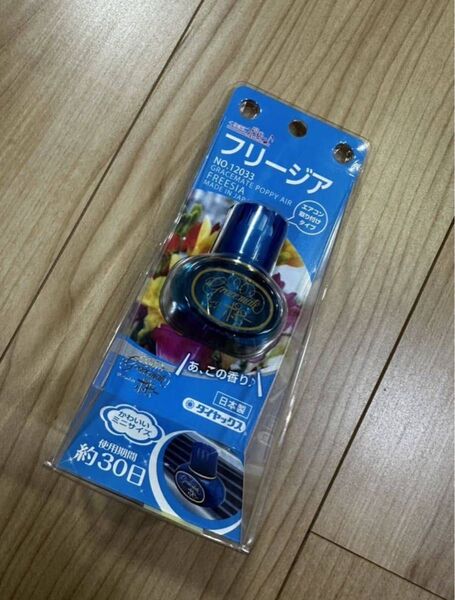 フリージア
NO.12033
GRACEMATE POPPY AIR
FREESIA
MADE IN JAPAN
エアコン
取り付け
タイプ
Gracemate
あ、この香り♪
日本製
ダイヤックス
かわいい
ミニサイズ
使用期間
約30日